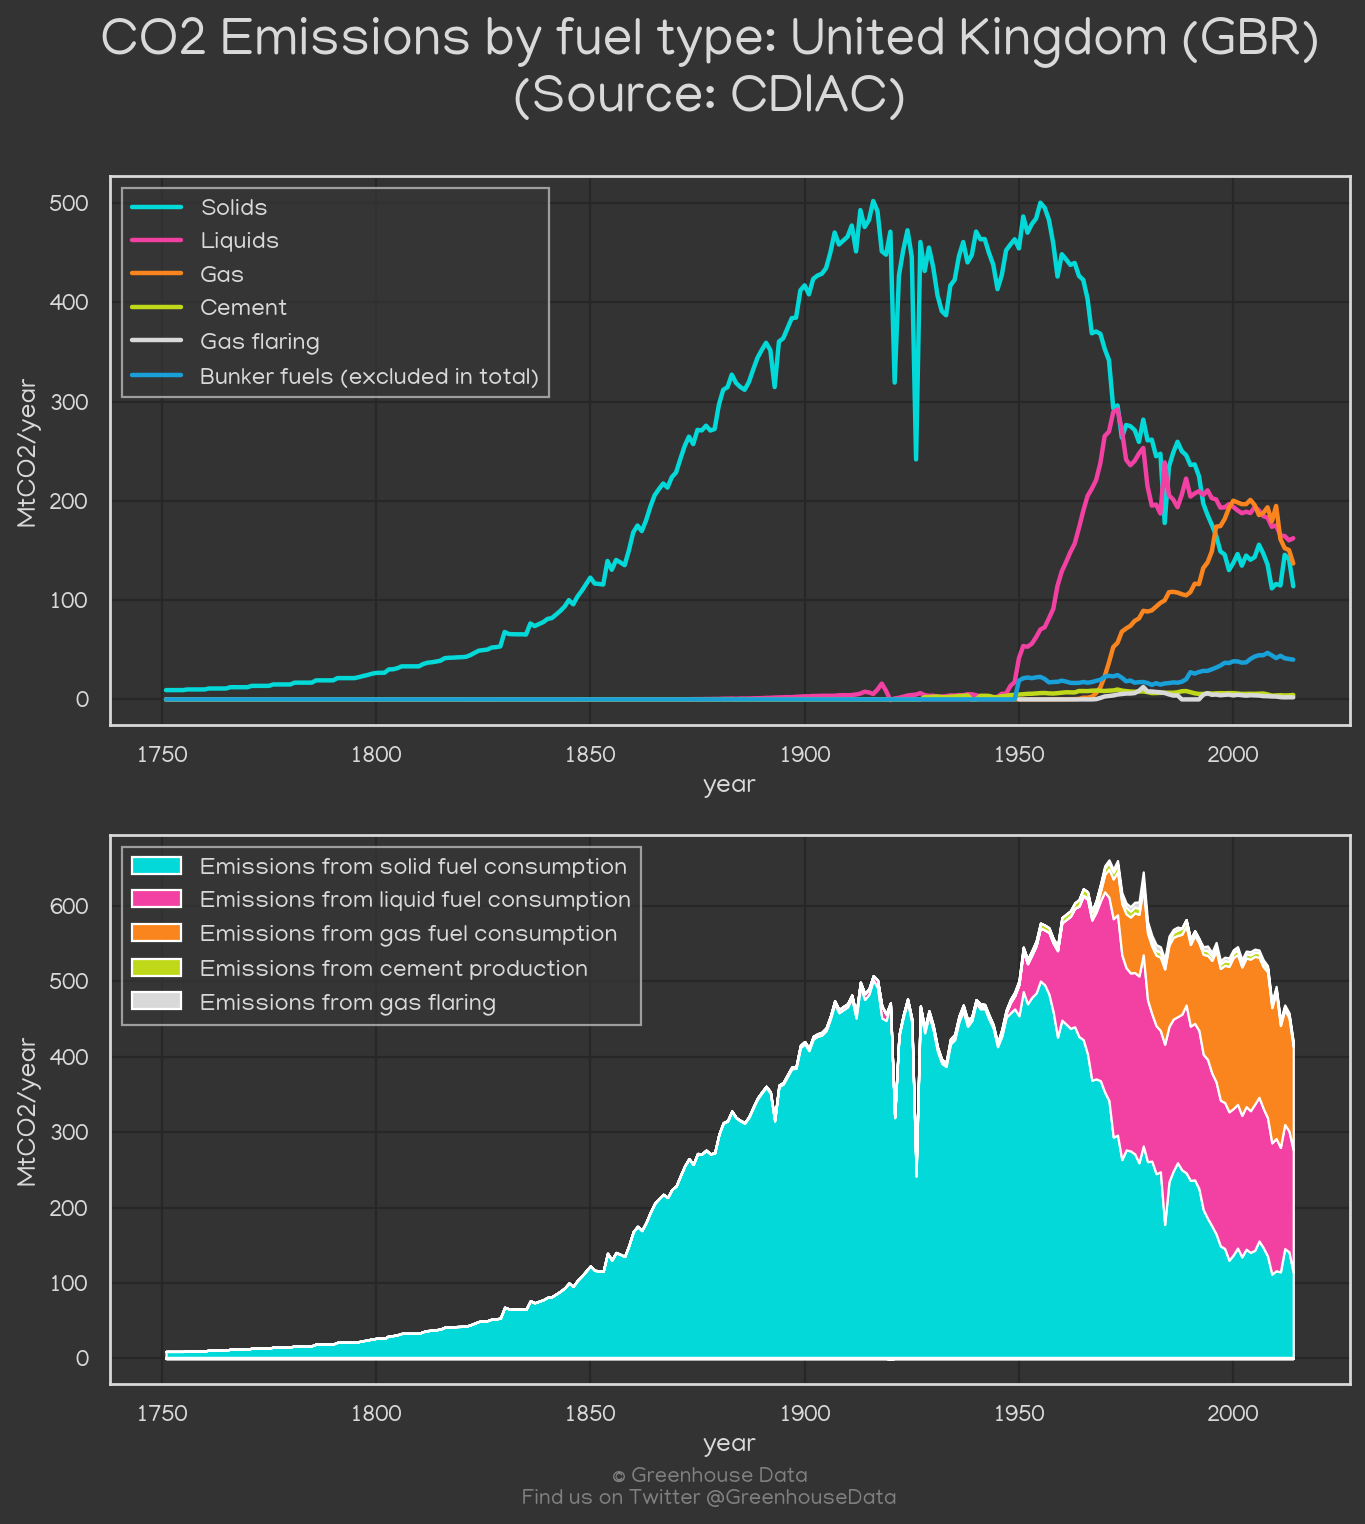 CO2 Emissions by fuel type: United Kingdom (GBR)
(Source: CDIAC)
500
400
300
200
100
0
MtCO2/year
Solids
Liquids
Gas
Cement
Gas flaring
Bunker fuels (excluded in total)
1750 1800 1850 1900 1950 2000
year
600
500
400
300
200
100
0
MtCO2/year
Emissions from solid fuel consumption
Emissions from liquid fuel consumption
Emissions from gas fuel consumption
Emissions from cement production
Emissions from gas flaring
1750 1800 1850 1900 1950 2000
year
© Greenhouse Data
Find us on Twitter @GreenhouseData